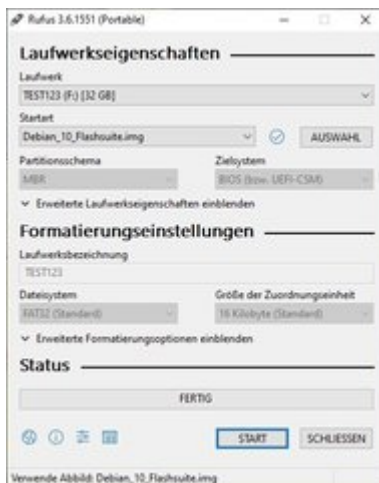 Rufus 3.6.1551 (Portable)
Laufwerkseigenschaften
Laufwerk
TEST123 (F:) [32 GB]
Startart
Debian_10_Flashsuite.img
AUSWAHL
Partitionsschema
Zielsystem
MBR
BIOS (bzw. UEFI-CSM)
Erweiterte Laufwerkseigenschaften einblenden
Formatierungseinstellungen
Laufwerksbezeichnung
TEST123
Dateisystem
Größe der Zuordnungseinheit
FAT32 (Standard)
16 Kilobyte (Standard)
Erweiterte Formatierungsoptionen einblenden
Status
FERTIG
START
SCHLIESSEN
Verwende Abbild: Debian_10_Flashsuite.img